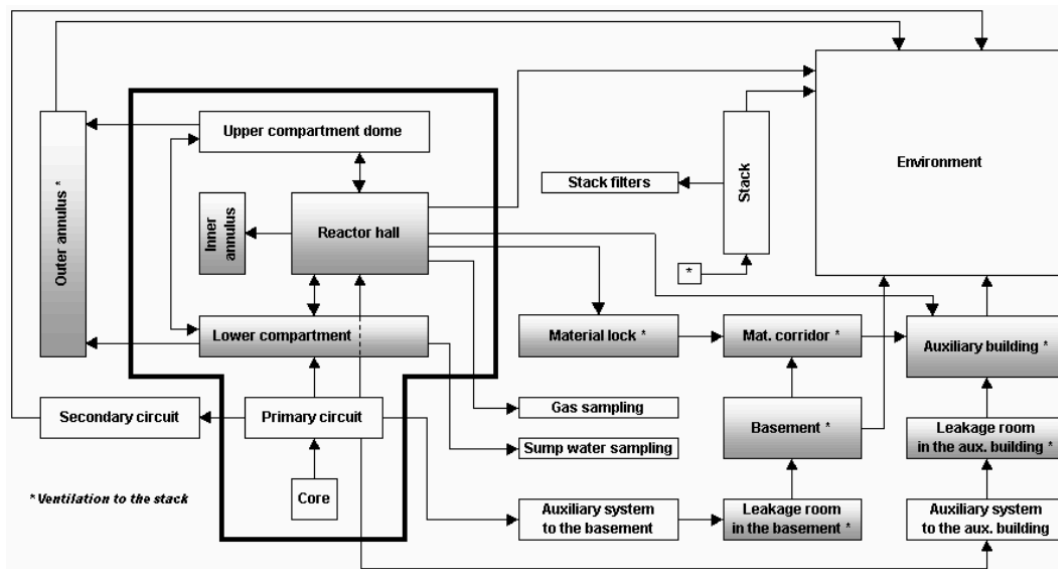 Upper compartment dome
Environment
Stack filters
Stack
Outer annulus *
Inner
annulus
Reactor hall
*
Lower compartment
Material lock *
Mat. corridor *
Auxiliary building *
Secondary circuit
Primary circuit
Gas sampling
Basement *
Leakage room
in the aux. building *
Sump water sampling
* Ventilation to the stack
Core
Auxiliary system
to the basement
Leakage room
in the basement *
Auxiliary system
to the aux. building